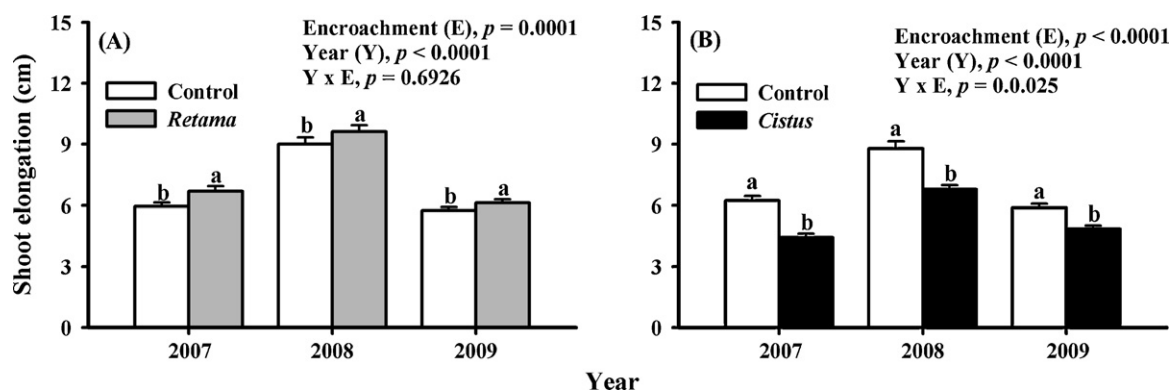 Shoot elongation (cm)
15
12
9
6
3
0
(A)
Encroachment (E), p = 0.0001
Year (Y), p < 0.0001
Y x E, p = 0.6926
Control
Retama
b
a
b
a
b
a
2007
2008
2009
15
12
9
6
3
0
(B)
Encroachment (E), p < 0.0001
Year (Y), p < 0.0001
Y x E, p = 0.0.025
Control
Cistus
a
b
a
b
a
b
2007
2008
2009
Year